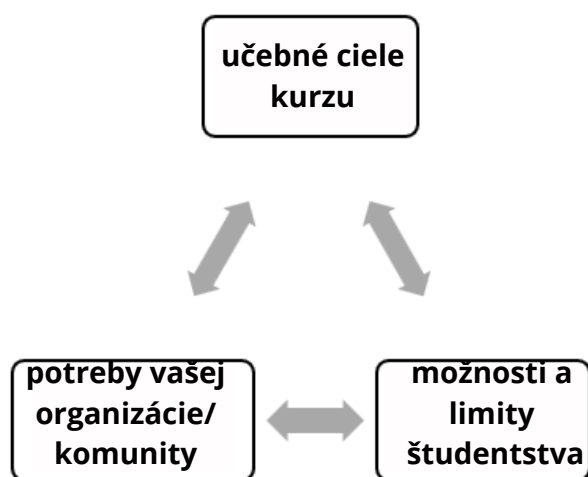 učebné ciele
kurzu
potreby vašej
organizácie/
komunity
možnosti a
limity
študentstva